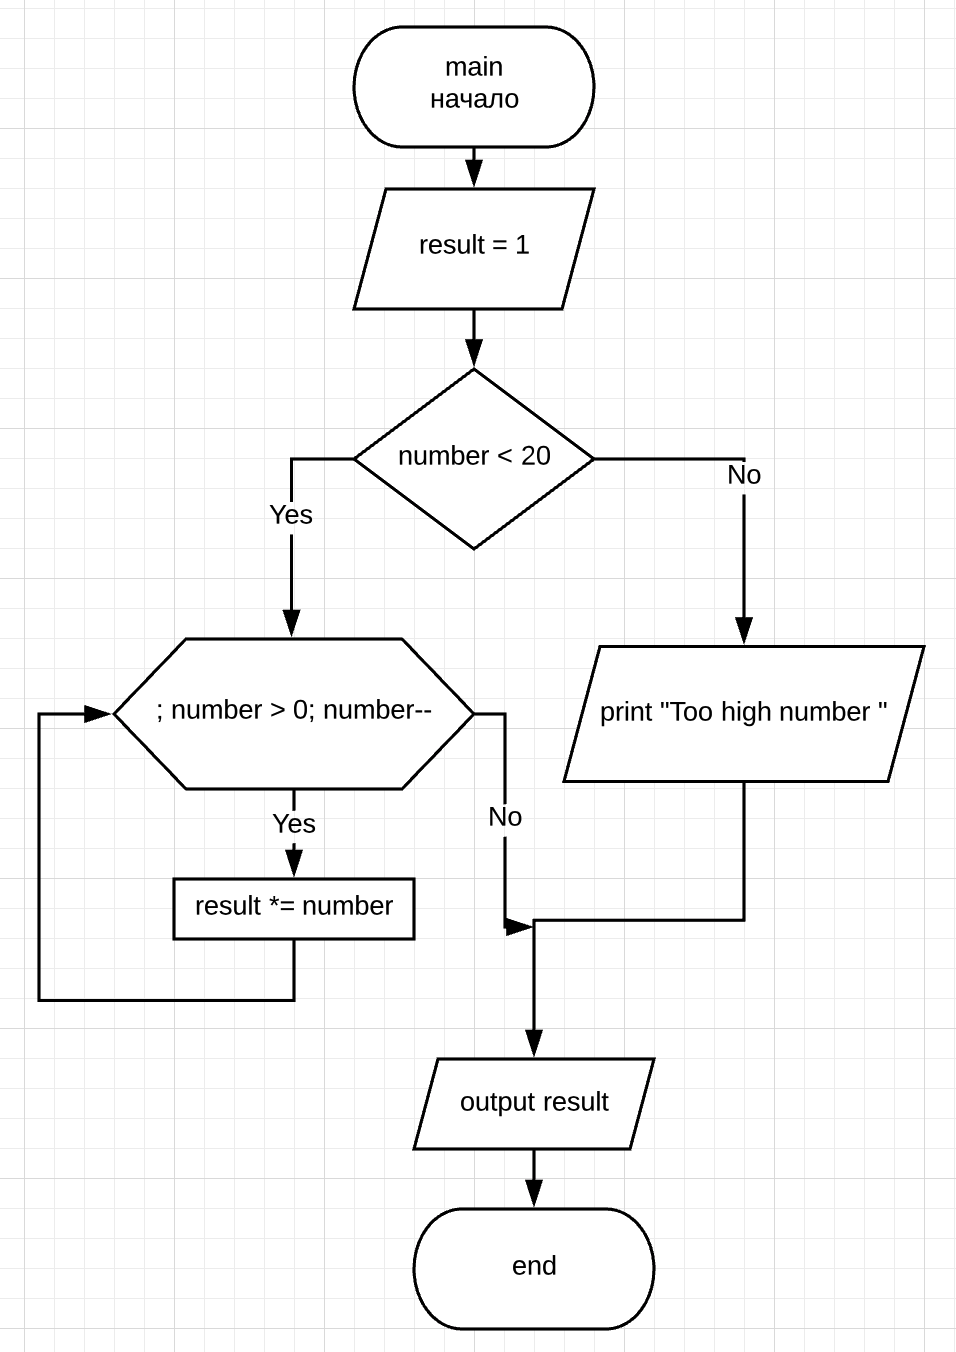 main
начало
result = 1
number < 20
Yes
No
; number > 0; number--
print "Too high number "
Yes
No
result *= number
output result
end